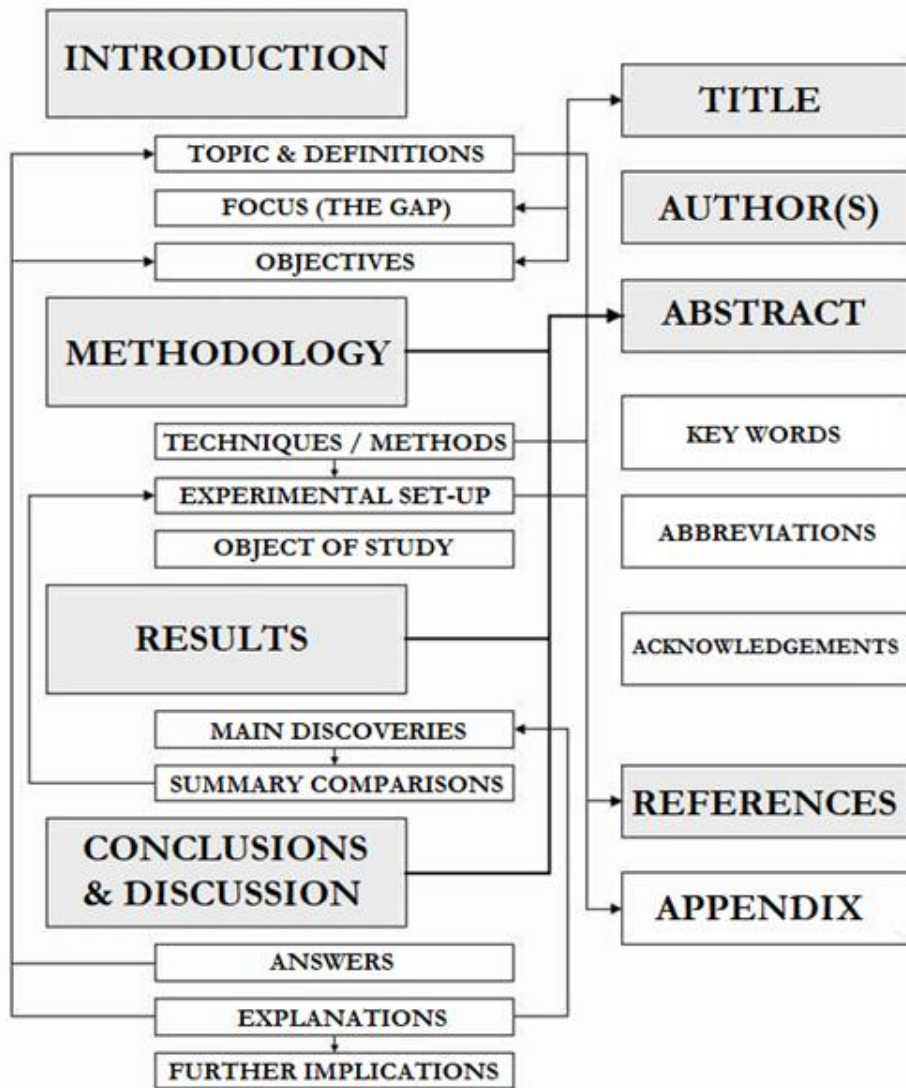 INTRODUCTION
TOPIC & DEFINITIONS
FOCUS (THE GAP)
OBJECTIVES
METHODOLOGY
TECHNIQUES / METHODS
EXPERIMENTAL SET-UP
OBJECT OF STUDY
RESULTS
MAIN DISCOVERIES
SUMMARY COMPARISONS
CONCLUSIONS
& DISCUSSION
ANSWERS
EXPLANATIONS
FURTHER IMPLICATIONS
TITLE
AUTHOR(S)
ABSTRACT
KEY WORDS
ABBREVIATIONS
ACKNOWLEDGEMENTS
REFERENCES
APPENDIX